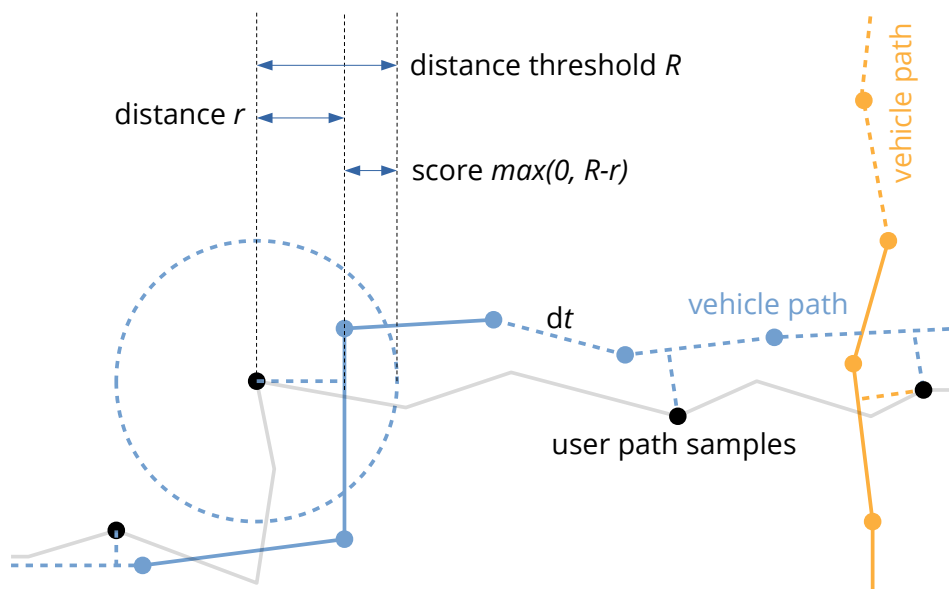 distance threshold R
distance r
score max(0, R-r)
vehicle path
vehicle path
dt
user path samples